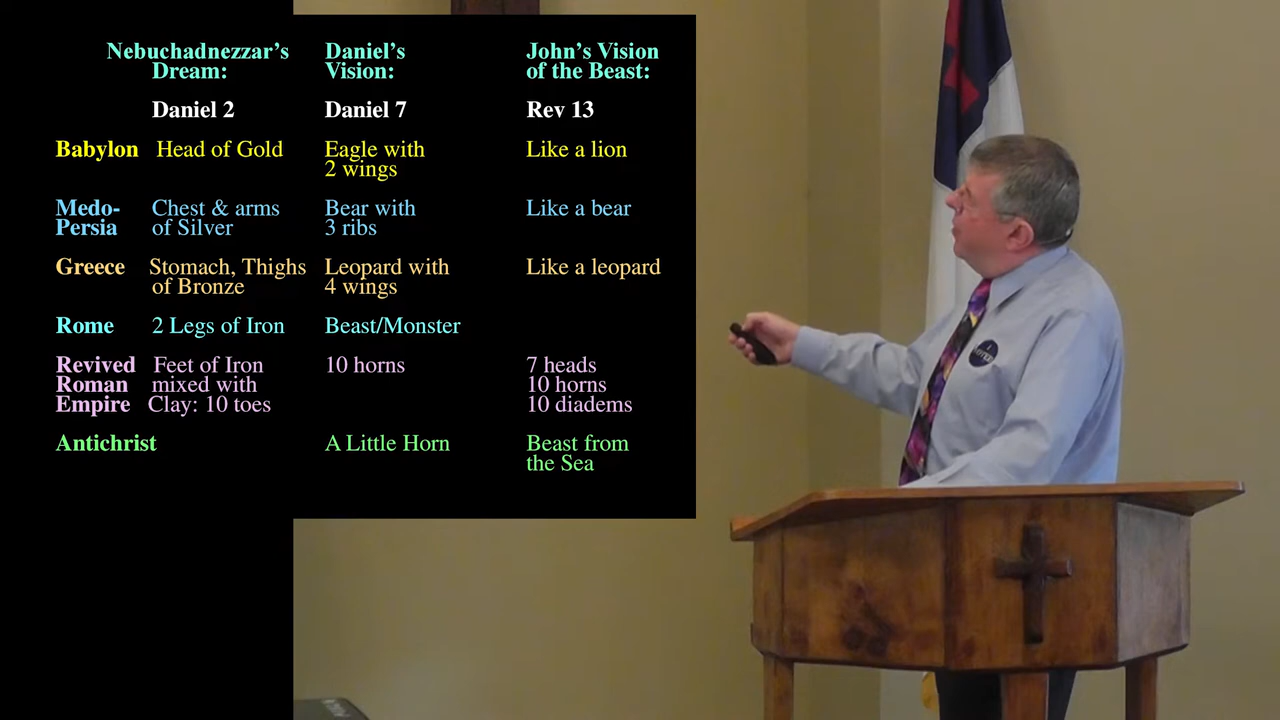 Nebuchadnezzar's Daniel's John's Vision
Dream: Vision: of the Beast:
Daniel 2 Daniel 7 Rev 13
Babylon Head of Gold Eagle with Like a lion
2 wings
Medo- Chest & arms Bear with Like a bear
Persia of Silver 3 ribs
Greece Stomach, Thighs Leopard with Like a leopard
of Bronze 4 wings
Rome 2 Legs of Iron Beast/Monster
Revived Feet of Iron 10 horns 7 heads
Roman mixed with 10 horns
Empire Clay: 10 toes 10 diadems
Antichrist A Little Horn Beast from
the Sea